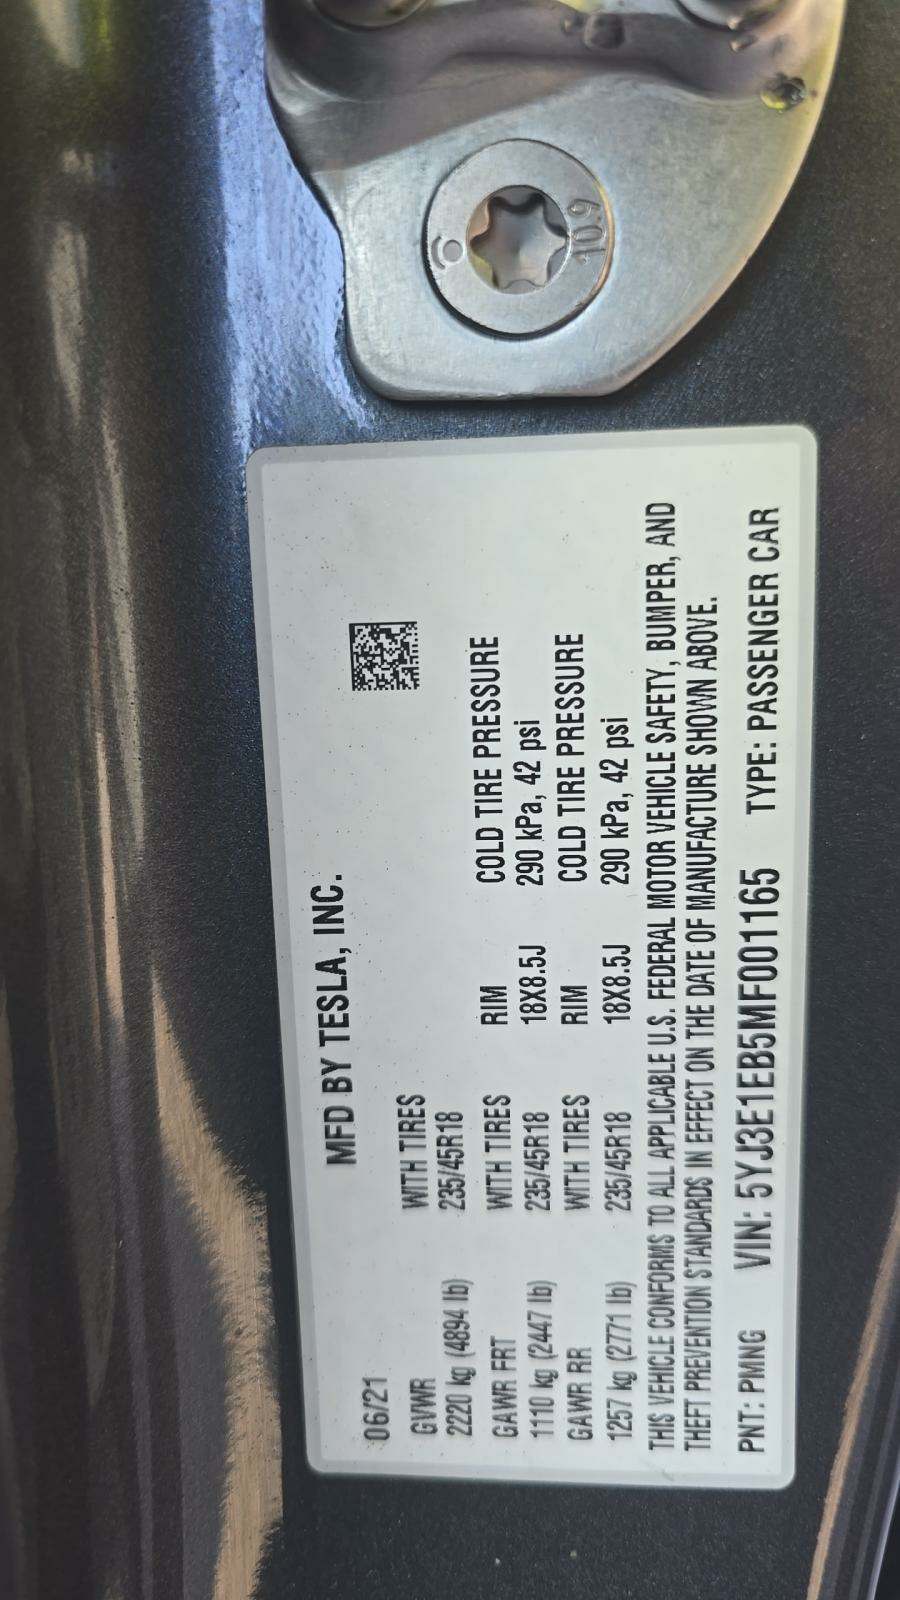 10.9
MFD BY TESLA, INC.
06/21
GVWR WITH TIRES
2220 kg (4894 lb) 235/45R18
GAWR FRT WITH TIRES RIM COLD TIRE PRESSURE
1110 kg (2447 lb) 235/45R18 18X8.5J 290 kPa, 42 psi
GAWR RR WITH TIRES RIM COLD TIRE PRESSURE
1257 kg (2771 lb) 235/45R18 18X8.5J 290 kPa, 42 psi
THIS VEHICLE CONFORMS TO ALL APPLICABLE U.S. FEDERAL MOTOR VEHICLE SAFETY, BUMPER, AND
THEFT PREVENTION STANDARDS IN EFFECT ON THE DATE OF MANUFACTURE SHOWN ABOVE.
PNT: PMNG VIN: 5YJ3E1EB5MF001165 TYPE: PASSENGER CAR